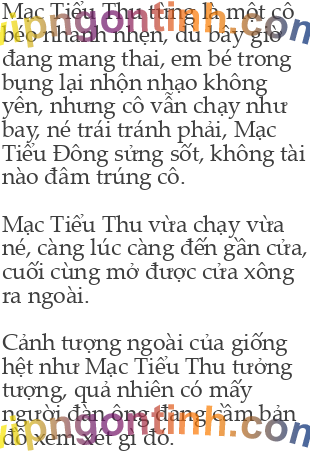 Mạc Tiểu Thu từng là một cô
béo nhanh nhẹn, dù bây giờ
đang mang thai, em bé trong
bụng lại nhộn nhạo không
yên, nhưng cô vẫn chạy như
bay, né trái tránh phải, Mạc
Tiểu Đông sửng sốt, không tài
nào đâm trúng cô.
Mạc Tiểu Thu vừa chạy vừa
né, càng lúc càng đến gần cửa,
cuối cùng mở được cửa xông
ra ngoài.
Cảnh tượng ngoài cửa giống
hệt như Mạc Tiểu Thu tưởng
tượng, quả nhiên có mấy
người đàn ông đang cầm bản
đồ xem xét gì đó.
vipngontinh.com
vipngontinh.com